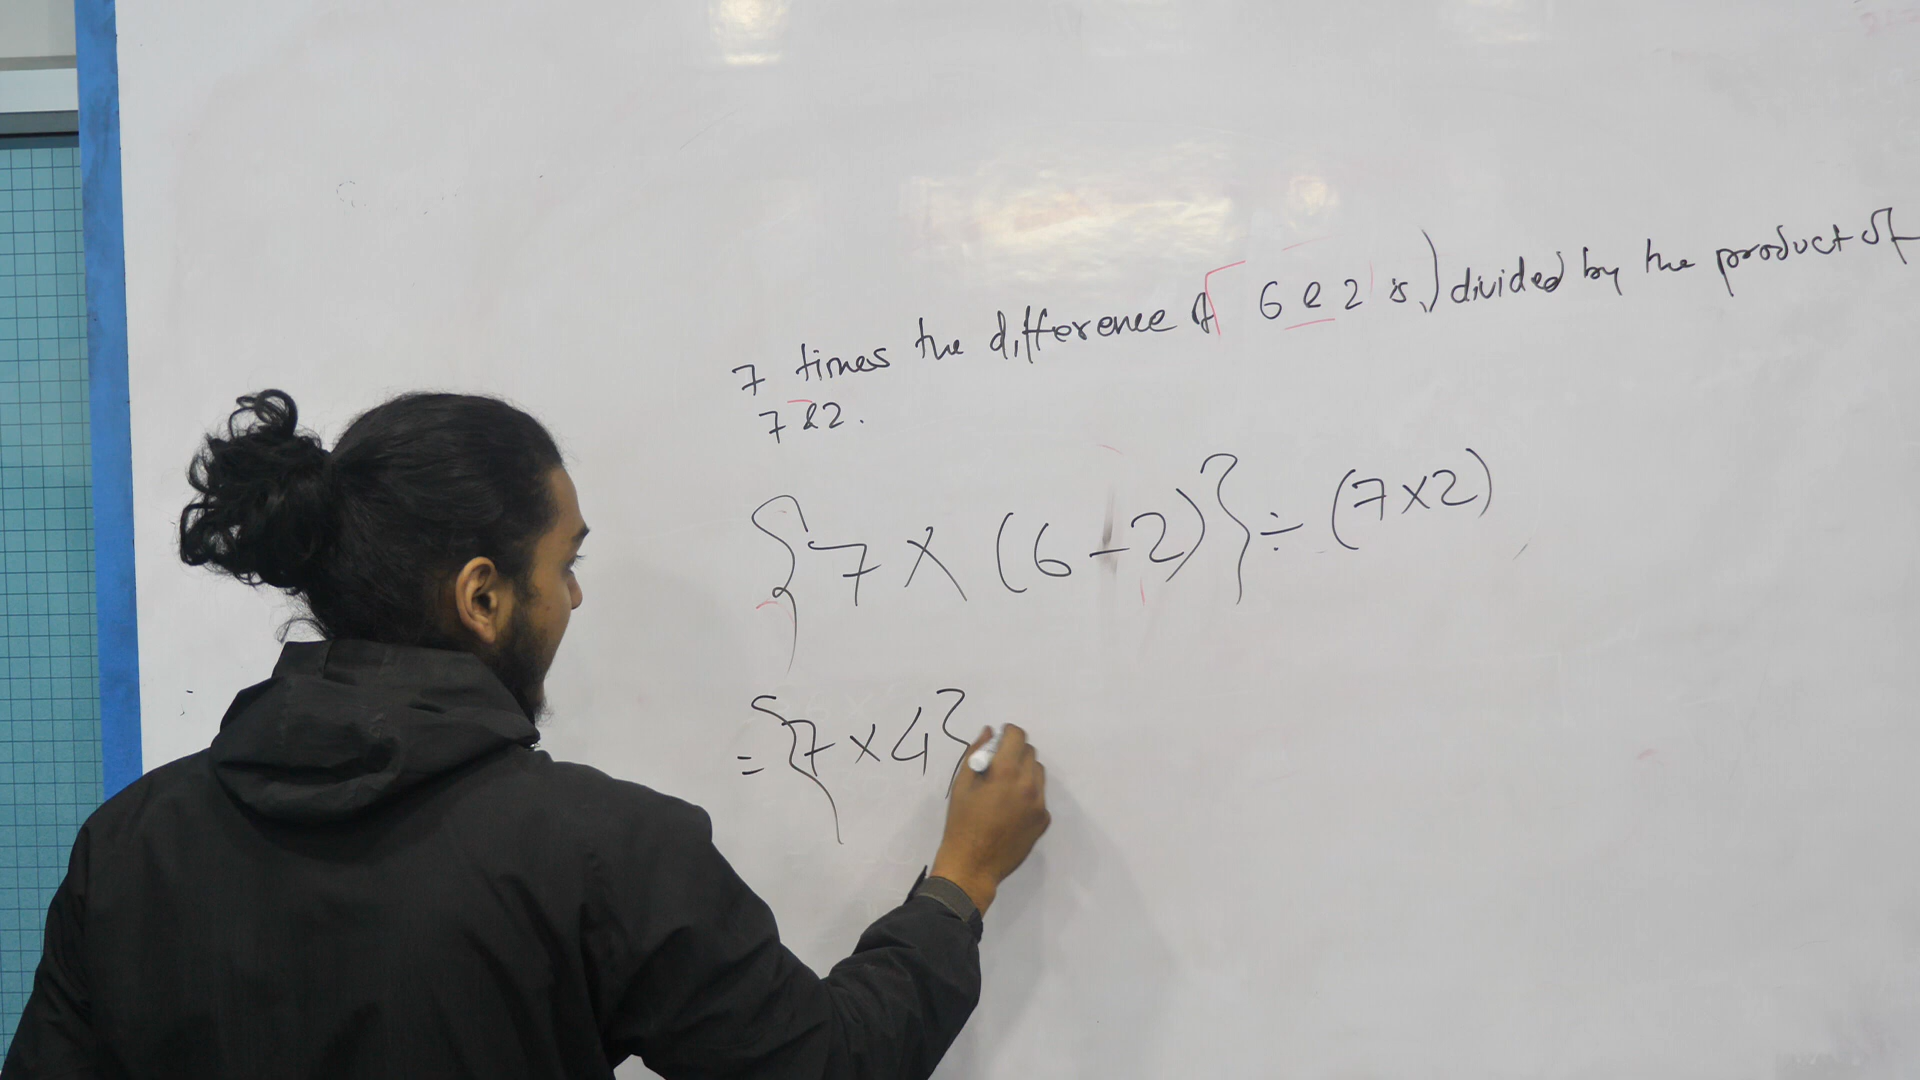 7 times the difference of 6 & 2 is) divided by the product of
7 & 2.
{7 × (6 - 2)} ÷ (7 × 2)
= {7 × 4}